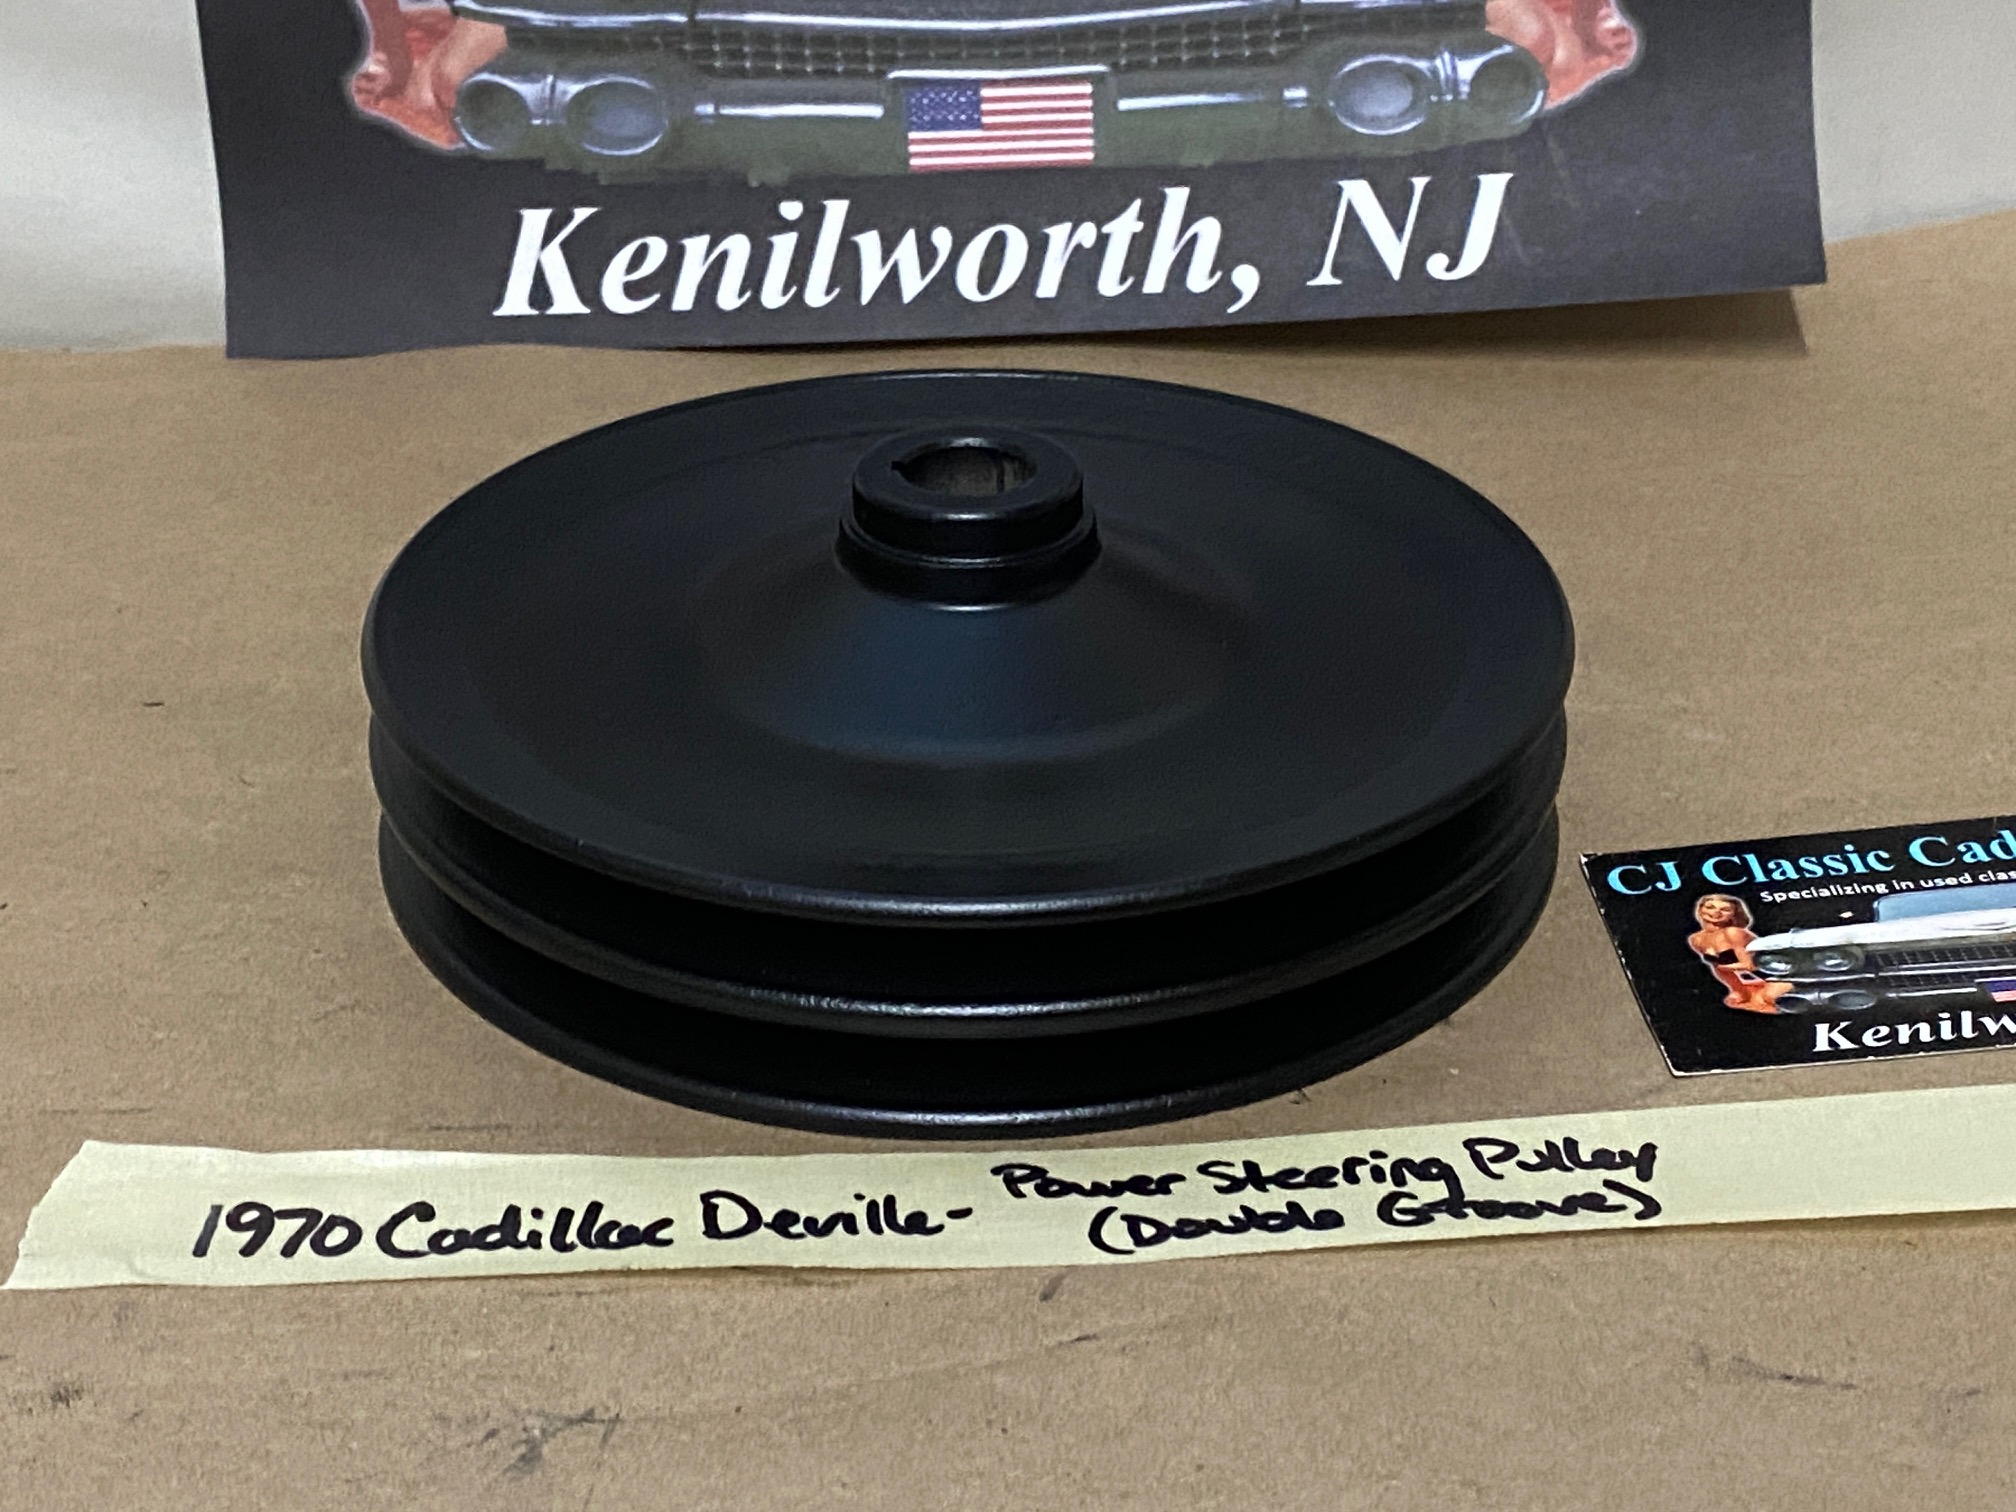 Kenilworth, NJ
CJ Classic Cad
Specializing in used clas
Kenilw
1970 Cadillac Deville- Power Steering Pulley
(Double Groove)